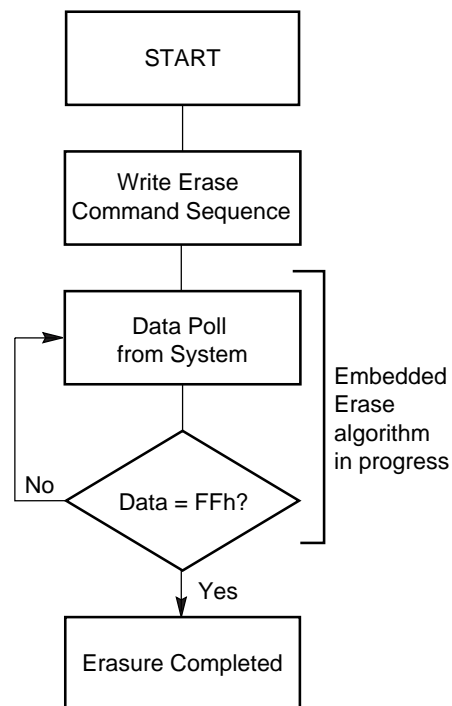 START
Write Erase
Command Sequence
Data Poll
from System
Embedded
Erase
algorithm
in progress
No
Data = FFh?
Yes
Erasure Completed